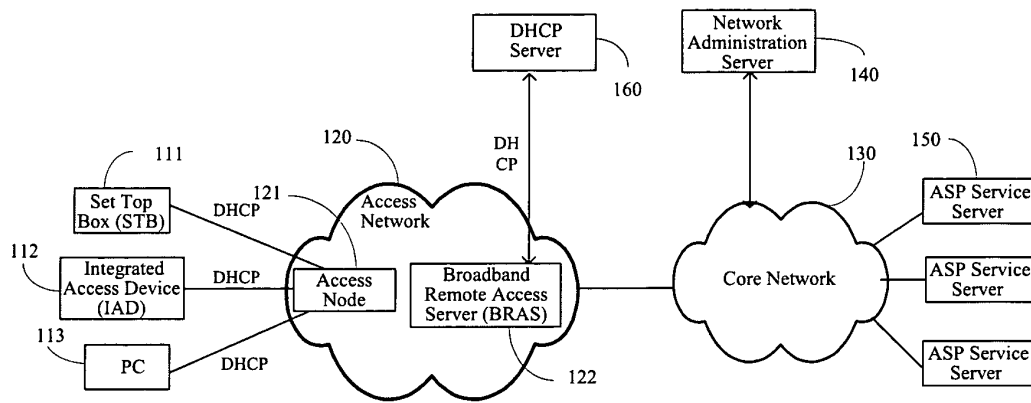 DHCP
Server
160
Network
Administration
Server
140
111
Set Top
Box (STB)
DHCP
112
Integrated
Access Device
(IAD)
DHCP
113
PC
DHCP
120
121
Access
Network
Access
Node
DH
CP
Broadband
Remote Access
Server (BRAS)
122
130
Core Network
150
ASP Service
Server
ASP Service
Server
ASP Service
Server